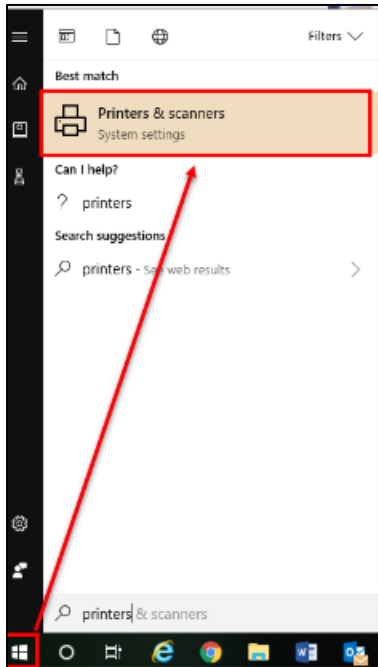 Filters
Best match
Printers & scanners
System settings
Can I help?
? printers
Search suggestions
printers - See web results
printers & scanners